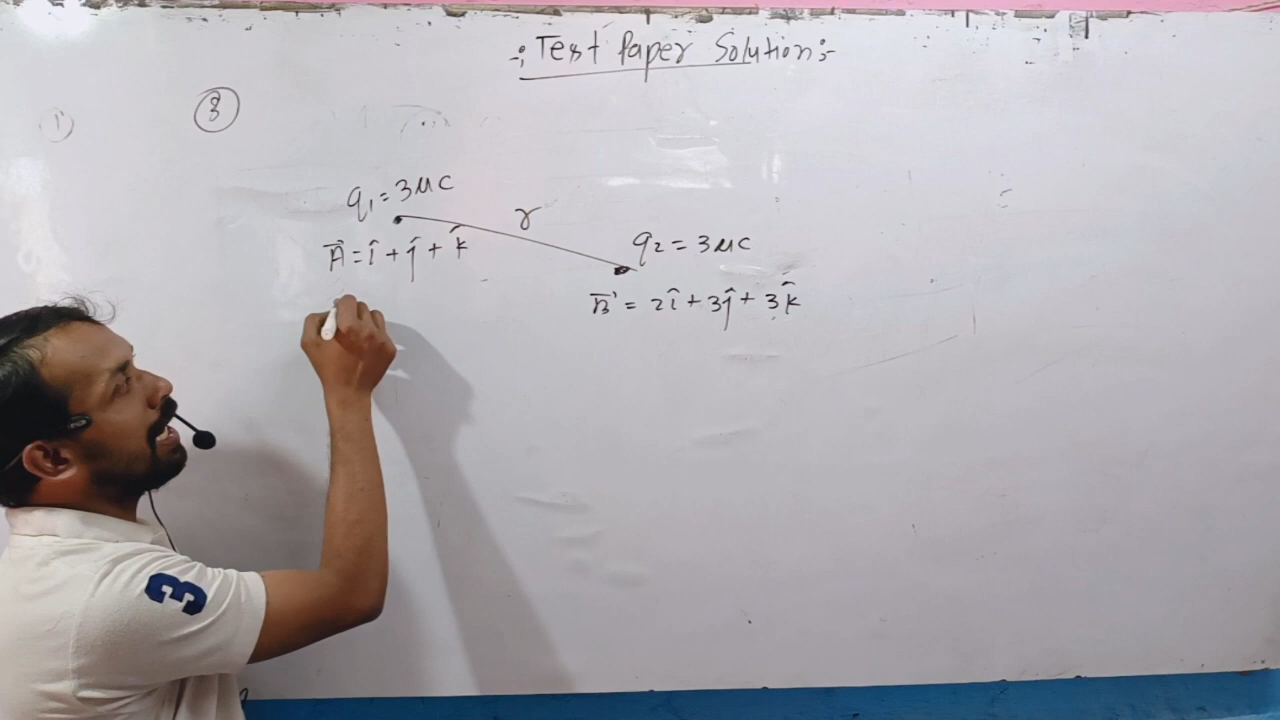 -: Test Paper Solution :-
①
⑧
q₁ = 3μc
r
A⃗ = î + ĵ + k̂
q₂ = 3μc
B⃗ = 2î + 3ĵ + 3k̂
3